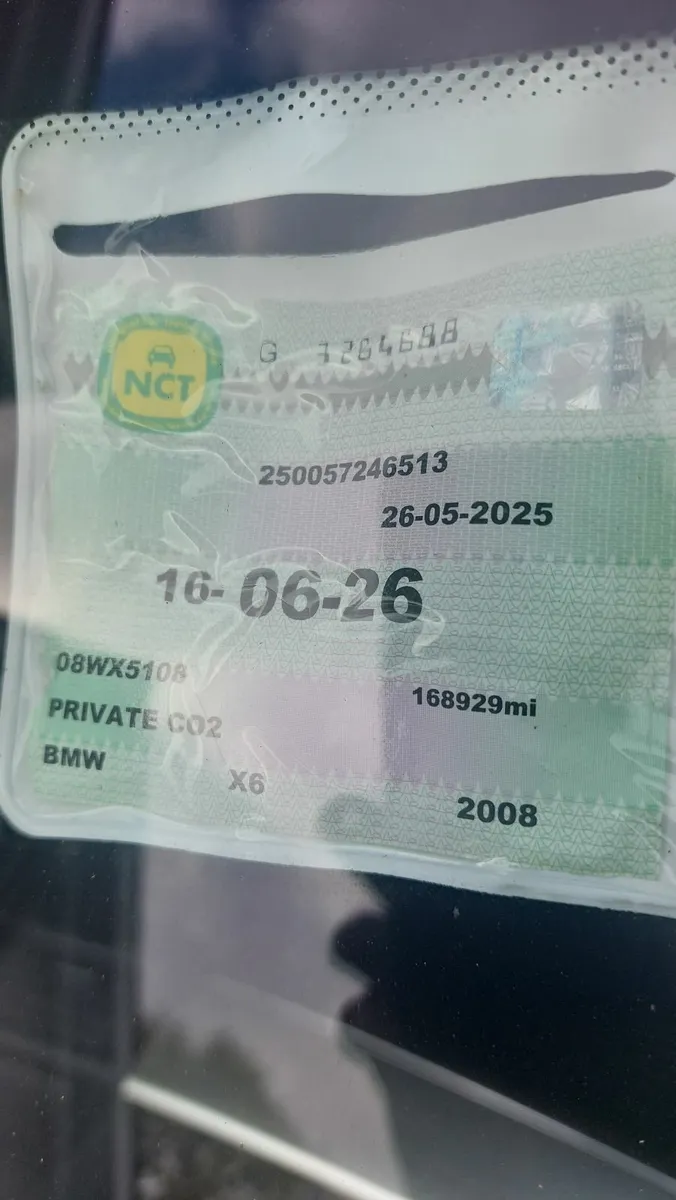 NCT
G 1264688
250057246513
26-05-2025
16-06-26
08WX5108
168929mi
PRIVATE CO2
BMW
X6
2008